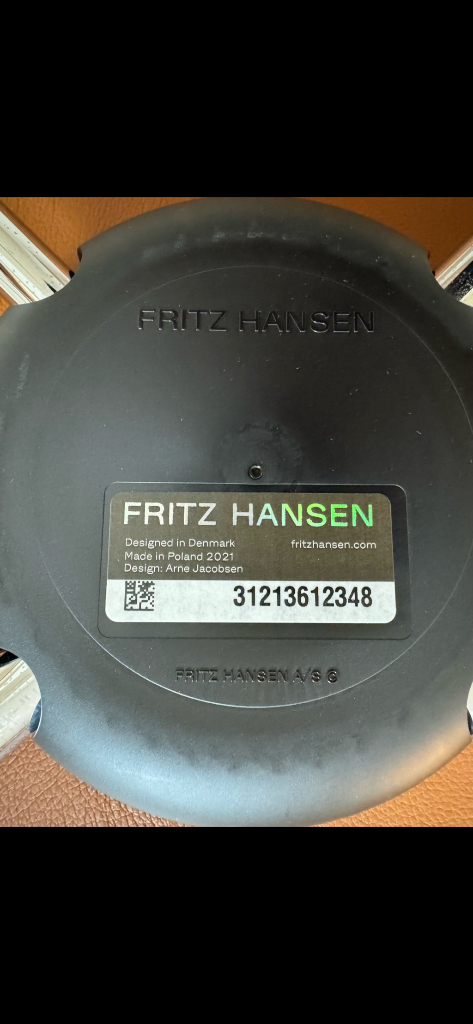 FRITZ HANSEN
FRITZ HANSEN
Designed in Denmark
fritzhansen.com
Made in Poland 2021
Design: Arne Jacobsen
31213612348
FRITZ HANSEN A/S ©